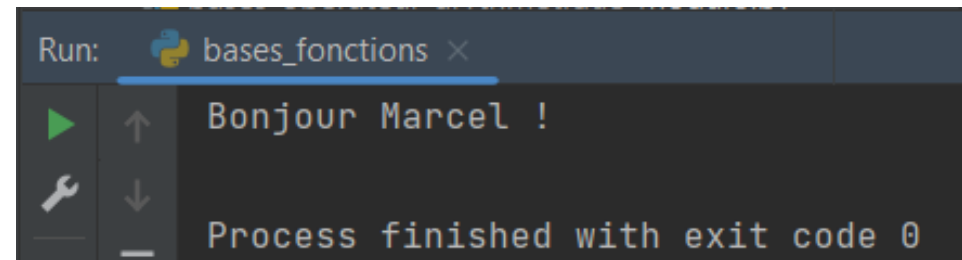 Run: bases_fonctions
Bonjour Marcel !
Process finished with exit code 0